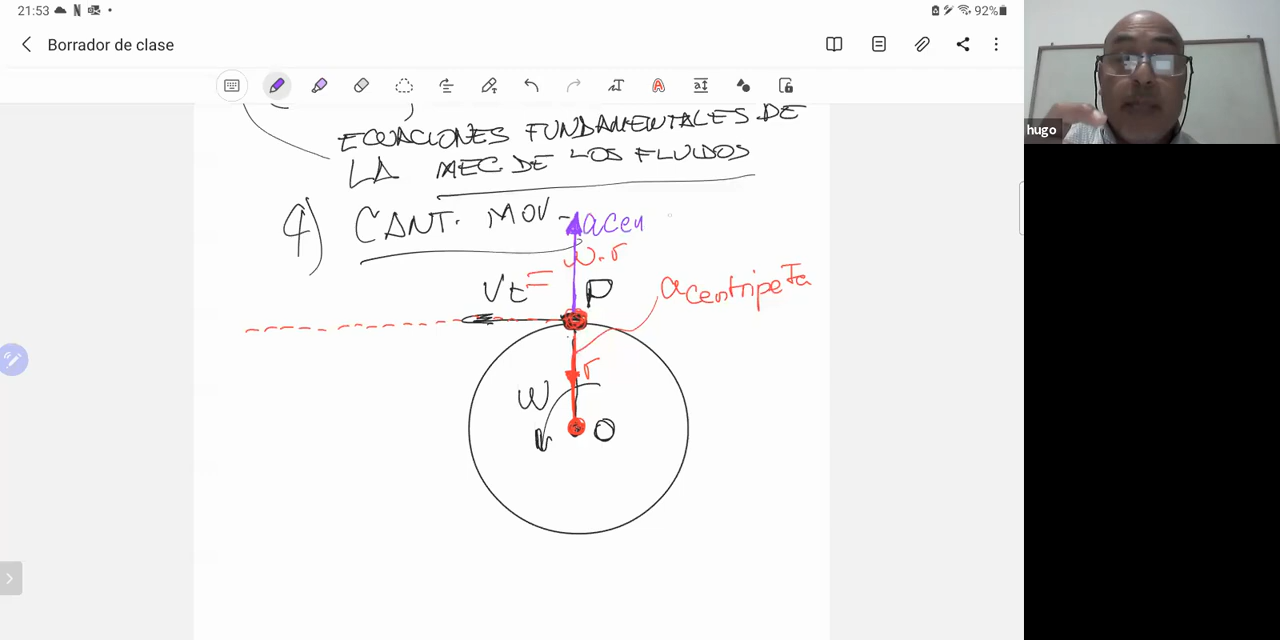 21:53
92%
Borrador de clase
hugo
ECUACIONES FUNDAMENTALES DE
LA MEC. DE LOS FLUIDOS
4) CANT. MOV -
acen
Vt = ω.r
P
acentripeTa
r
ω
O